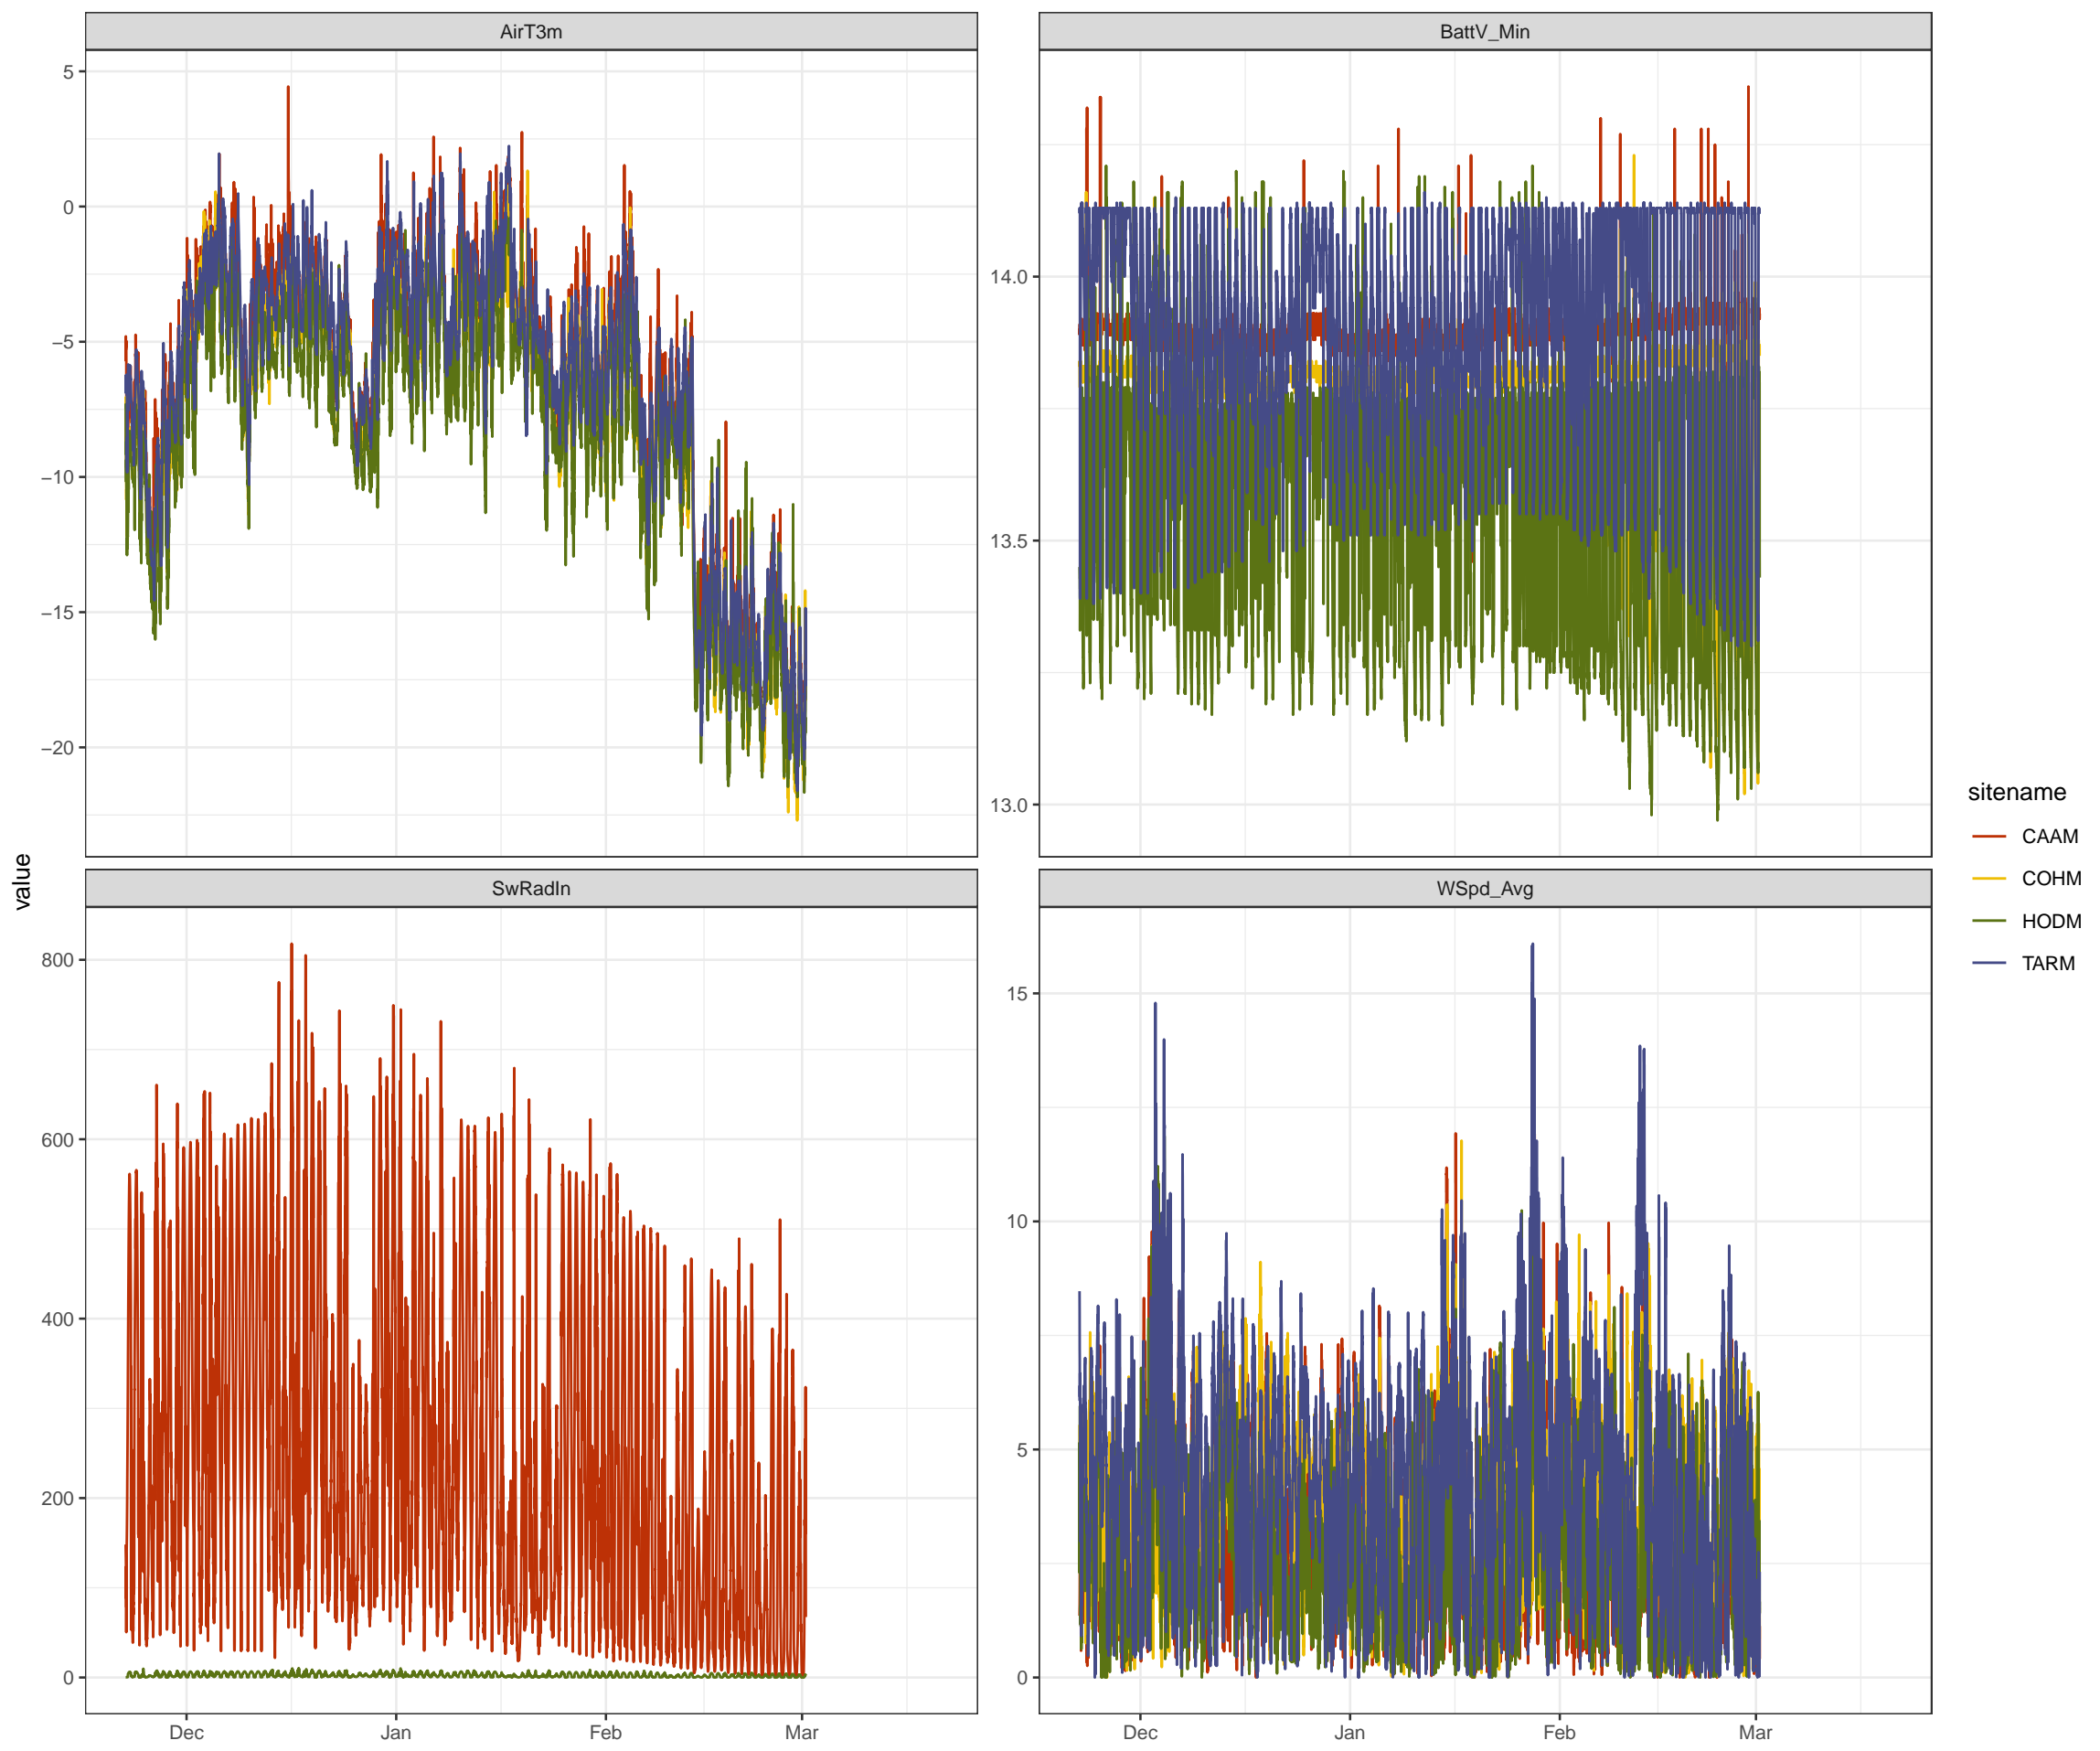 AirT3m
BattV_Min
5
0
−5
−10
−15
−20
14.0
13.5
13.0
value
SwRadIn
WSpd_Avg
800
600
400
200
0
15
10
5
0
Dec Jan Feb Mar
Dec Jan Feb Mar
sitename
CAAM
COHM
HODM
TARM